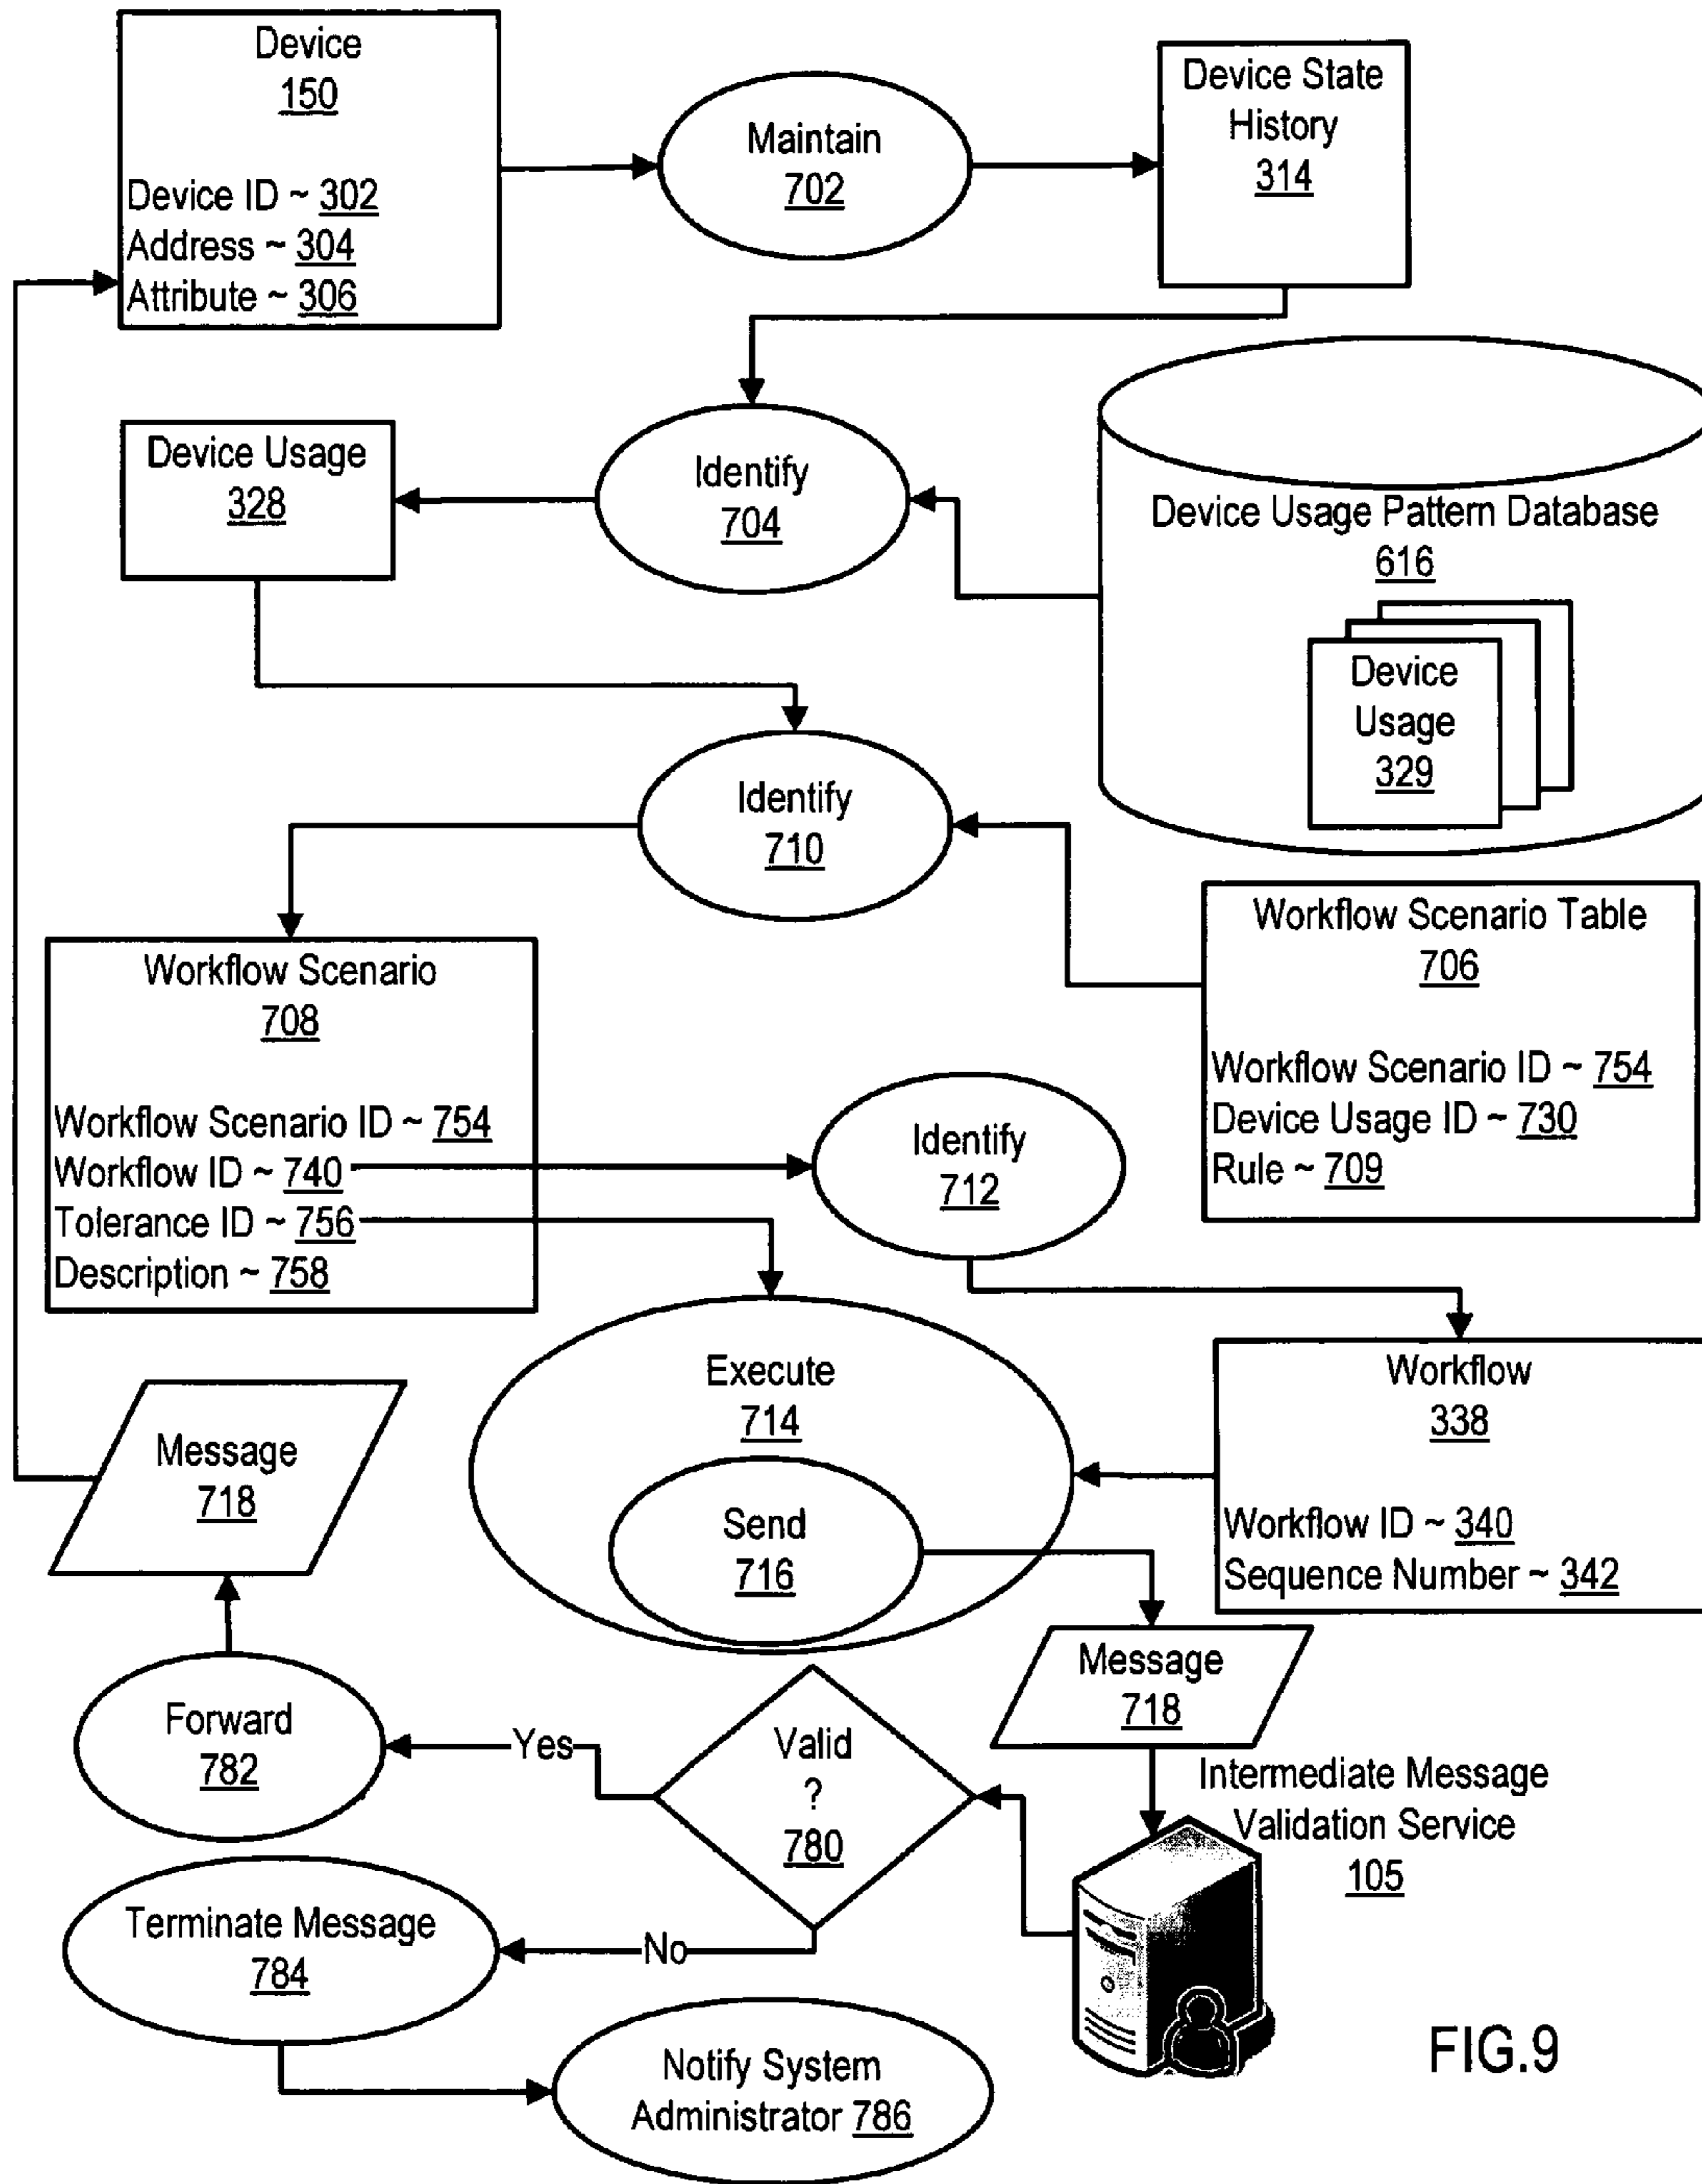 Device
150
Device ID ~ 302
Address ~ 304
Attribute ~ 306
Maintain
702
Device State
History
314
Device Usage
328
Identify
704
Device Usage Pattern Database
616
Device
Usage
329
Identify
710
Workflow Scenario
708
Workflow Scenario ID ~ 754
Workflow ID ~ 740
Tolerance ID ~ 756
Description ~ 758
Workflow Scenario Table
706
Workflow Scenario ID ~ 754
Device Usage ID ~ 730
Rule ~ 709
Identify
712
Execute
714
Send
716
Workflow
338
Workflow ID ~ 340
Sequence Number ~ 342
Message
718
Message
718
Forward
782
Yes
Valid
?
780
Intermediate Message
Validation Service
105
Terminate Message
784
No
Notify System
Administrator 786
FIG.9